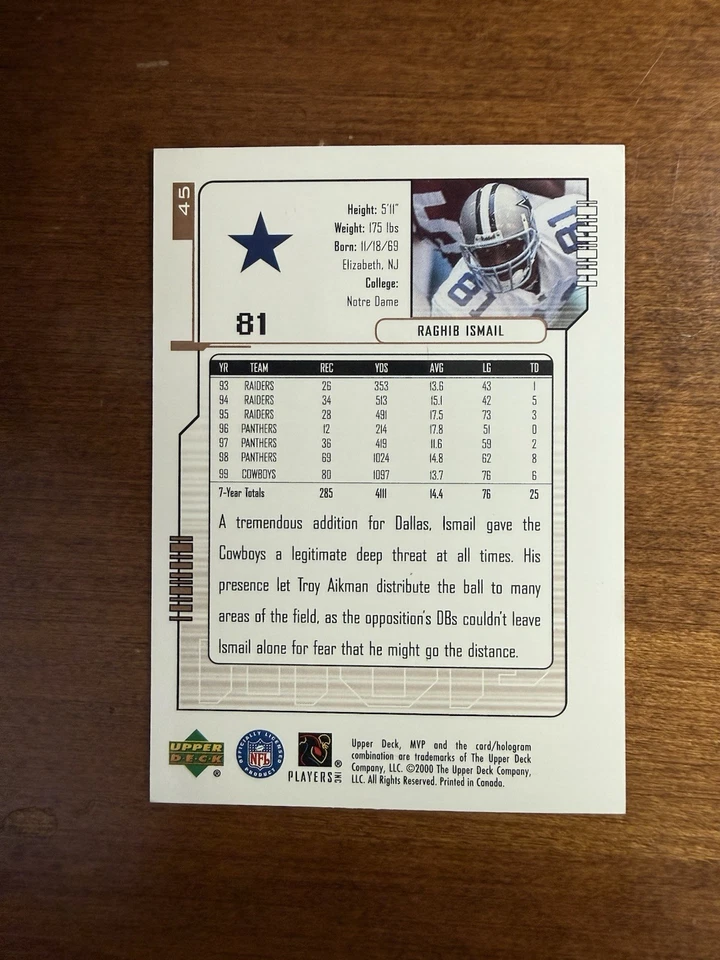 45
Height: 5'11"
Weight: 175 lbs
Born: 11/18/69
Elizabeth, NJ
College:
Notre Dame
81
81
81
RAGHIB ISMAIL
YR TEAM REC YDS AVG LG TD
93 RAIDERS 26 353 13.6 43 1
94 RAIDERS 34 513 15.1 42 5
95 RAIDERS 28 491 17.5 73 3
96 PANTHERS 12 214 17.8 51 0
97 PANTHERS 36 419 11.6 59 2
98 PANTHERS 69 1024 14.8 62 8
99 COWBOYS 80 1097 13.7 76 6
7-Year Totals 285 4111 14.4 76 25
A tremendous addition for Dallas, Ismail gave the
Cowboys a legitimate deep threat at all times. His
presence let Troy Aikman distribute the ball to many
areas of the field, as the opposition's DBs couldn't leave
Ismail alone for fear that he might go the distance.
MVP
UPPER
DECK
®
OFFICIALLY LICENSED
NFL
PRODUCT
PLAYERS INC ®
Upper Deck, MVP and the card/hologram
combination are trademarks of The Upper Deck
Company, LLC. ©2000 The Upper Deck Company,
LLC. All Rights Reserved. Printed in Canada.